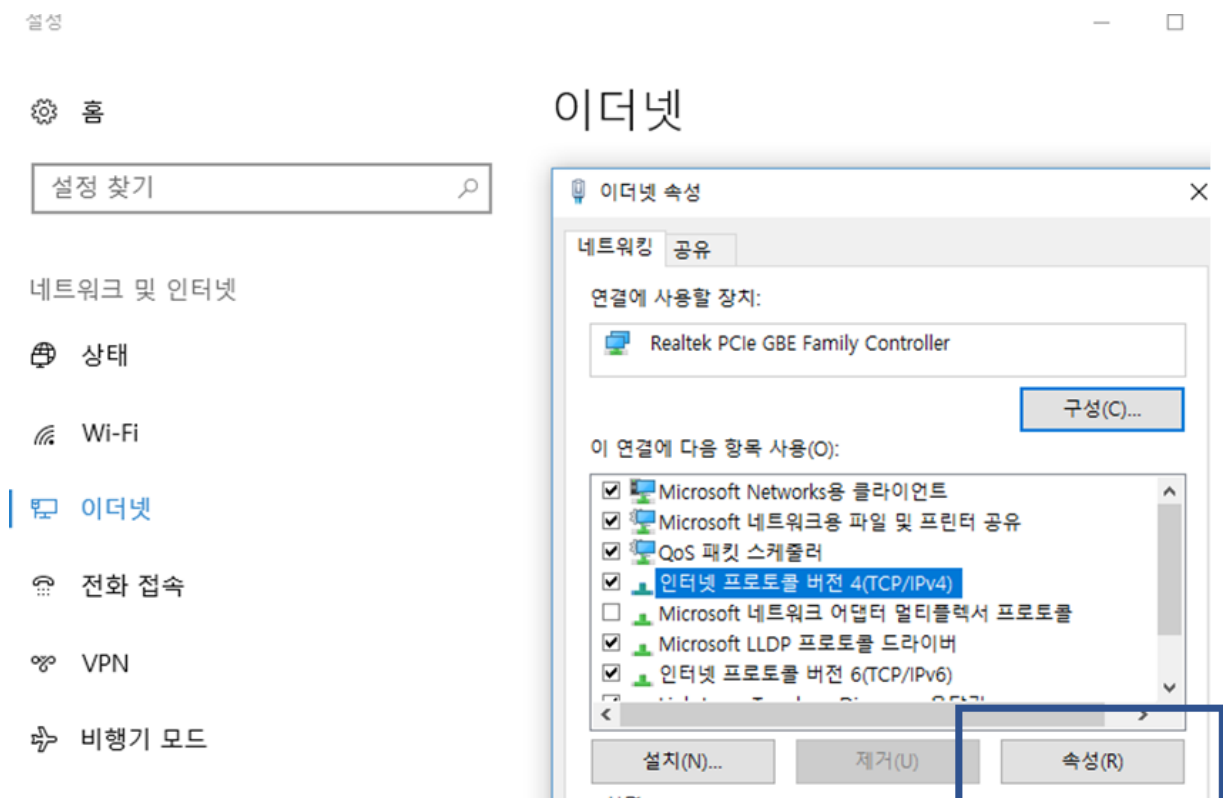 설성
홈
이더넷
설정 찾기
이더넷 속성
네트워킹
공유
네트워크 및 인터넷
연결에 사용할 장치:
상태
Realtek PCIe GBE Family Controller
구성(C)...
Wi-Fi
이 연결에 다음 항목 사용(O):
Microsoft Networks용 클라이언트
Microsoft 네트워크용 파일 및 프린터 공유
이더넷
QoS 패킷 스케줄러
인터넷 프로토콜 버전 4(TCP/IPv4)
전화 접속
Microsoft 네트워크 어댑터 멀티플렉서 프로토콜
Microsoft LLDP 프로토콜 드라이버
VPN
인터넷 프로토콜 버전 6(TCP/IPv6)
비행기 모드
설치(N)...
제거(U)
속성(R)